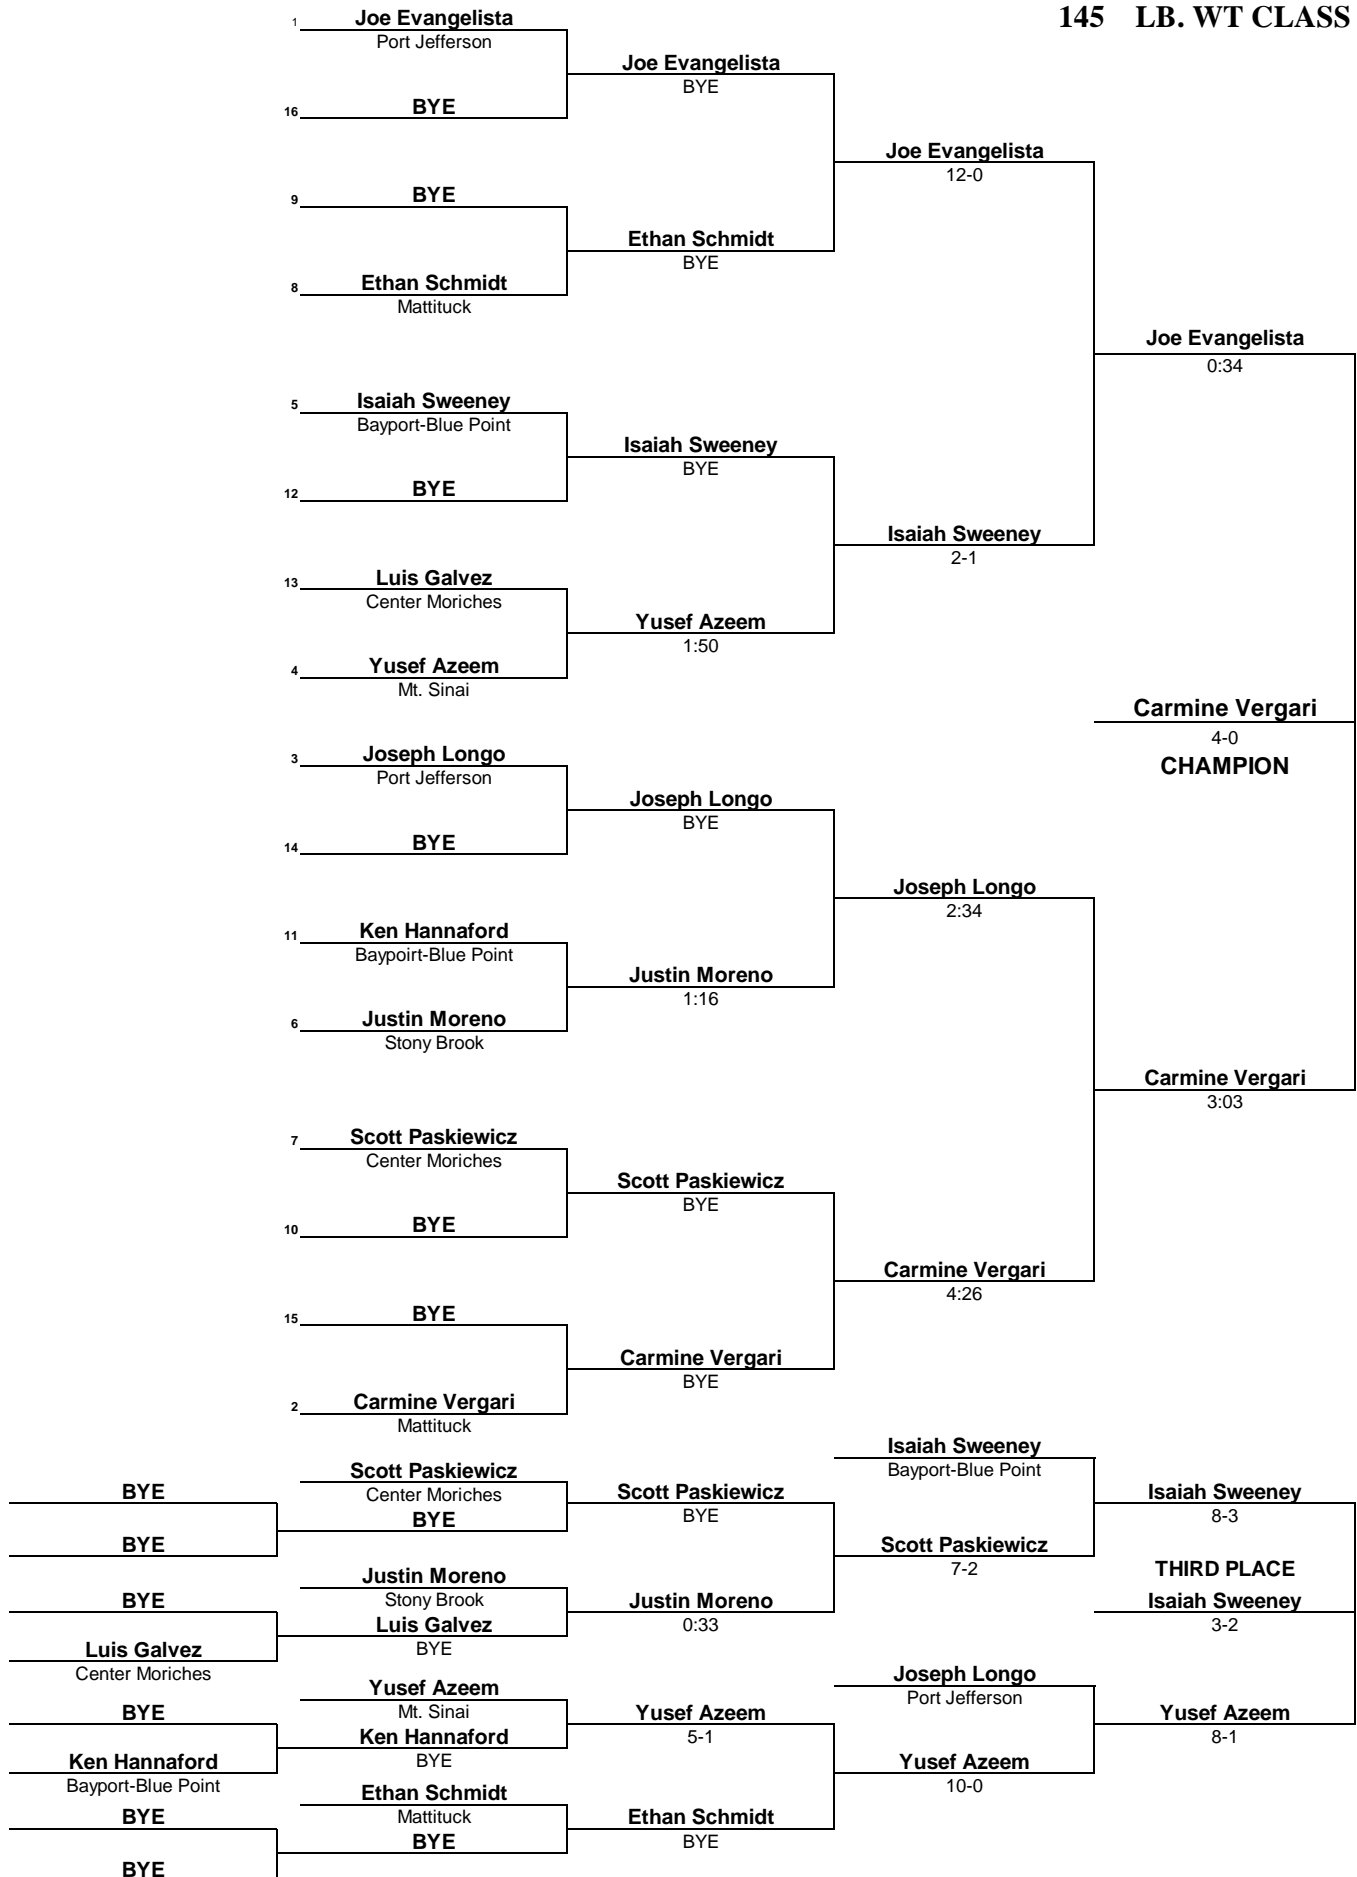 145 LB. WT CLASS
1 Joe Evangelista
Port Jefferson
Joe Evangelista
BYE
16 BYE
Joe Evangelista
12-0
9 BYE
Ethan Schmidt
BYE
8 Ethan Schmidt
Mattituck
Joe Evangelista
0:34
5 Isaiah Sweeney
Bayport-Blue Point
Isaiah Sweeney
BYE
12 BYE
Isaiah Sweeney
2-1
13 Luis Galvez
Center Moriches
Yusef Azeem
1:50
4 Yusef Azeem
Mt. Sinai
Carmine Vergari
4-0
CHAMPION
3 Joseph Longo
Port Jefferson
Joseph Longo
BYE
14 BYE
Joseph Longo
2:34
11 Ken Hannaford
Baypoirt-Blue Point
Justin Moreno
1:16
6 Justin Moreno
Stony Brook
Carmine Vergari
3:03
7 Scott Paskiewicz
Center Moriches
Scott Paskiewicz
BYE
10 BYE
Carmine Vergari
4:26
15 BYE
Carmine Vergari
BYE
2 Carmine Vergari
Mattituck
Isaiah Sweeney
Bayport-Blue Point
Scott Paskiewicz
Center Moriches
BYE
Scott Paskiewicz
BYE
Isaiah Sweeney
8-3
BYE
BYE
Scott Paskiewicz
7-2
THIRD PLACE
Justin Moreno
Stony Brook
BYE
Justin Moreno
0:33
Isaiah Sweeney
3-2
Luis Galvez
BYE
Luis Galvez
Center Moriches
Joseph Longo
Port Jefferson
Yusef Azeem
Mt. Sinai
BYE
Yusef Azeem
5-1
Yusef Azeem
8-1
Ken Hannaford
BYE
Ken Hannaford
Bayport-Blue Point
Yusef Azeem
10-0
Ethan Schmidt
Mattituck
BYE
Ethan Schmidt
BYE
BYE
BYE